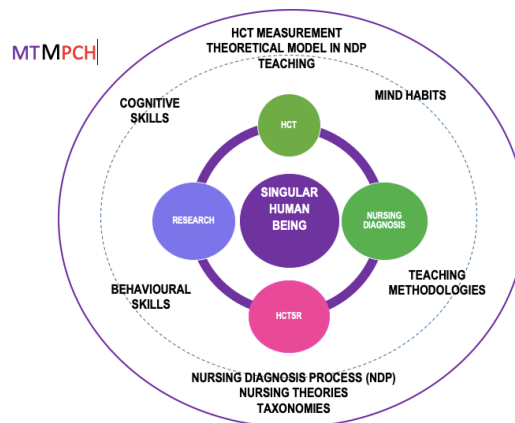 HCT MEASUREMENT
THEORETICAL MODEL IN NDP
TEACHING
MTMPCH
COGNITIVE
SKILLS
MIND HABITS
HCT
SINGULAR
HUMAN
BEING
RESEARCH
NURSING
DIAGNOSIS
BEHAVIOURAL
SKILLS
TEACHING
METHODOLOGIES
HCTSR
NURSING DIAGNOSIS PROCESS (NDP)
NURSING THEORIES
TAXONOMIES